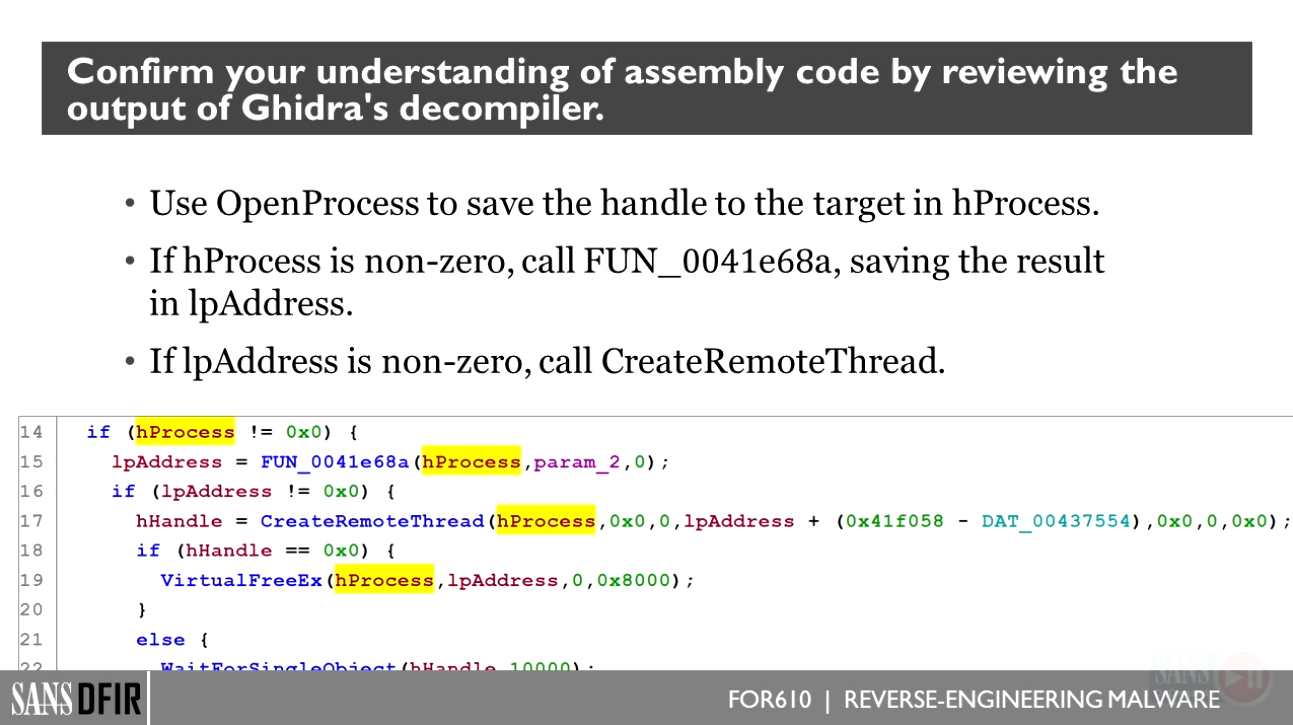 Confirm your understanding of assembly code by reviewing the
output of Ghidra's decompiler.
• Use OpenProcess to save the handle to the target in hProcess.
• If hProcess is non-zero, call FUN_0041e68a, saving the result
in lpAddress.
• If lpAddress is non-zero, call CreateRemoteThread.
14 if (hProcess != 0x0) {
15 lpAddress = FUN_0041e68a(hProcess,param_2,0);
16 if (lpAddress != 0x0) {
17 hHandle = CreateRemoteThread(hProcess,0x0,0,lpAddress + (0x41f058 - DAT_00437554),0x0,0,0x0);
18 if (hHandle == 0x0) {
19 VirtualFreeEx(hProcess,lpAddress,0,0x8000);
20 }
21 else {
22 WaitForSingleObject(hHandle,10000);
SANS DFIR
FOR610 | REVERSE-ENGINEERING MALWARE
SANS